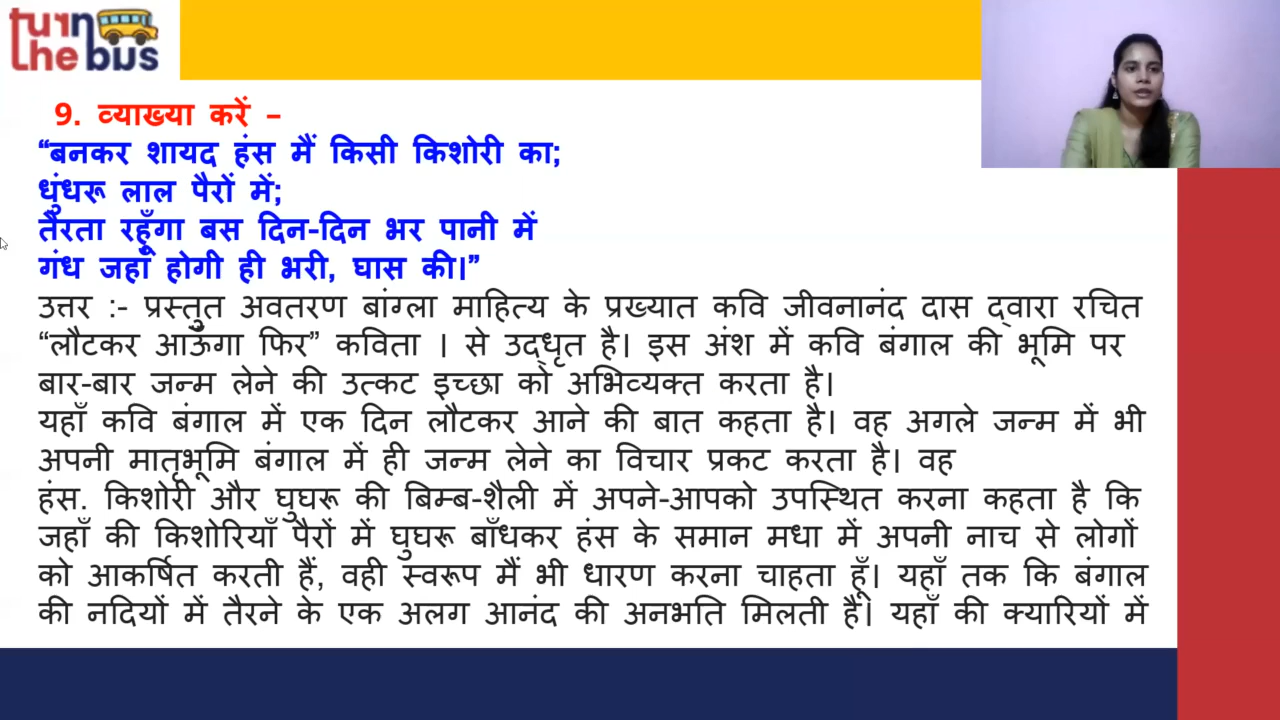 turn
the bus
9. व्याख्या करें –
“बनकर शायद हंस मैं किसी किशोरी का;
धुंधरू लाल पैरों में;
तैरता रहूँगा बस दिन-दिन भर पानी में
गंध जहाँ होगी ही भरी, घास की।”
उत्तर :- प्रस्तुत अवतरण बांग्ला माहित्य के प्रख्यात कवि जीवनानंद दास द्वारा रचित
“लौटकर आऊँगा फिर” कविता । से उद्धृत है। इस अंश में कवि बंगाल की भूमि पर
बार-बार जन्म लेने की उत्कट इच्छा को अभिव्यक्त करता है।
यहाँ कवि बंगाल में एक दिन लौटकर आने की बात कहता है। वह अगले जन्म में भी
अपनी मातृभूमि बंगाल में ही जन्म लेने का विचार प्रकट करता है। वह
हंस. किशोरी और घुघरू की बिम्ब-शैली में अपने-आपको उपस्थित करना कहता है कि
जहाँ की किशोरियाँ पैरों में घुघरू बाँधकर हंस के समान मधा में अपनी नाच से लोगों
को आकर्षित करती हैं, वही स्वरूप मैं भी धारण करना चाहता हूँ। यहाँ तक कि बंगाल
की नदियों में तैरने के एक अलग आनंद की अनभति मिलती है। यहाँ की क्यारियों में